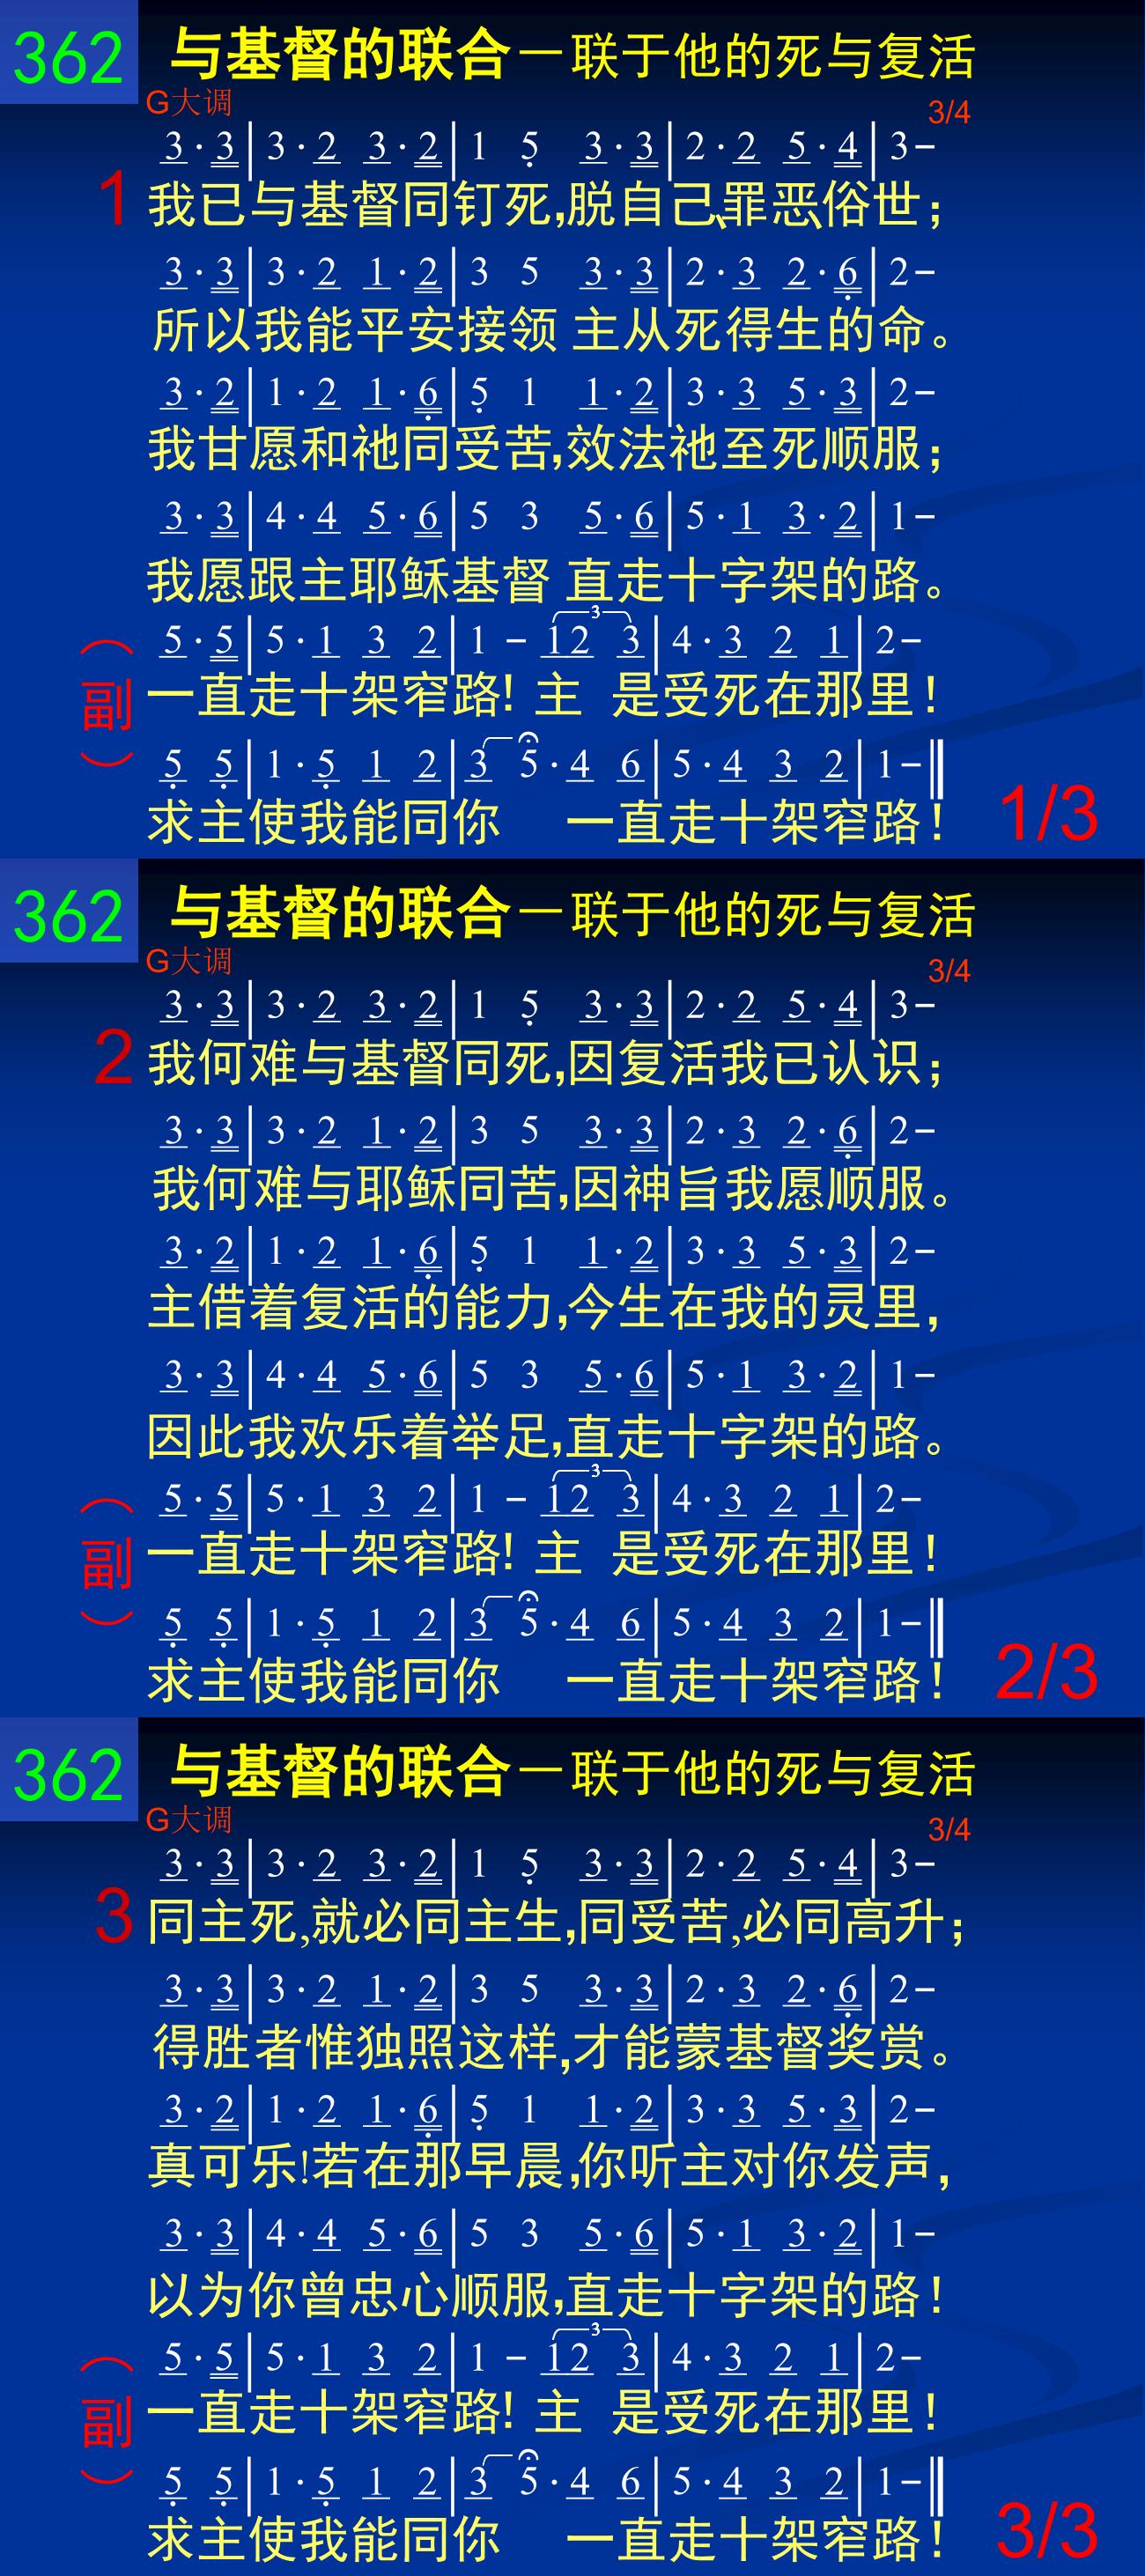 362
与基督的联合－联于他的死与复活
G大调 3/4
3·3|3·2 3·2|1 5 3·3|2·2 5·4|3-
1 我已与基督同钉死,脱自己、罪恶、俗世；
3·3|3·2 1·2|3 5 3·3|2·3 2·6|2-
所以我能平安接领 主从死得生的命。
3·2|1·2 1·6|5 1 1·2|3·3 5·3|2-
我甘愿和祂同受苦,效法祂至死顺服；
3·3|4·4 5·6|5 3 5·6|5·1 3·2|1-
我愿跟主耶稣基督 直走十字架的路。
5·5|5·1 3 2|1 - 12 3|4·3 2 1|2-
（副） 一直走十架窄路! 主 是受死在那里！
5 5|1·5 1 2|3 5·4 6|5·4 3 2|1-‖
求主使我能同你 一直走十架窄路！
1/3
362
与基督的联合－联于他的死与复活
G大调 3/4
3·3|3·2 3·2|1 5 3·3|2·2 5·4|3-
2 我何难与基督同死,因复活我已认识；
3·3|3·2 1·2|3 5 3·3|2·3 2·6|2-
我何难与耶稣同苦,因神旨我愿顺服。
3·2|1·2 1·6|5 1 1·2|3·3 5·3|2-
主借着复活的能力,今生在我的灵里，
3·3|4·4 5·6|5 3 5·6|5·1 3·2|1-
因此我欢乐着举足,直走十字架的路。
5·5|5·1 3 2|1 - 12 3|4·3 2 1|2-
（副） 一直走十架窄路! 主 是受死在那里！
5 5|1·5 1 2|3 5·4 6|5·4 3 2|1-‖
求主使我能同你 一直走十架窄路！
2/3
362
与基督的联合－联于他的死与复活
G大调 3/4
3·3|3·2 3·2|1 5 3·3|2·2 5·4|3-
3 同主死,就必同主生,同受苦,必同高升；
3·3|3·2 1·2|3 5 3·3|2·3 2·6|2-
得胜者惟独照这样,才能蒙基督奖赏。
3·2|1·2 1·6|5 1 1·2|3·3 5·3|2-
真可乐!若在那早晨,你听主对你发声，
3·3|4·4 5·6|5 3 5·6|5·1 3·2|1-
以为你曾忠心顺服,直走十字架的路！
5·5|5·1 3 2|1 - 12 3|4·3 2 1|2-
（副） 一直走十架窄路! 主 是受死在那里！
5 5|1·5 1 2|3 5·4 6|5·4 3 2|1-‖
求主使我能同你 一直走十架窄路！
3/3